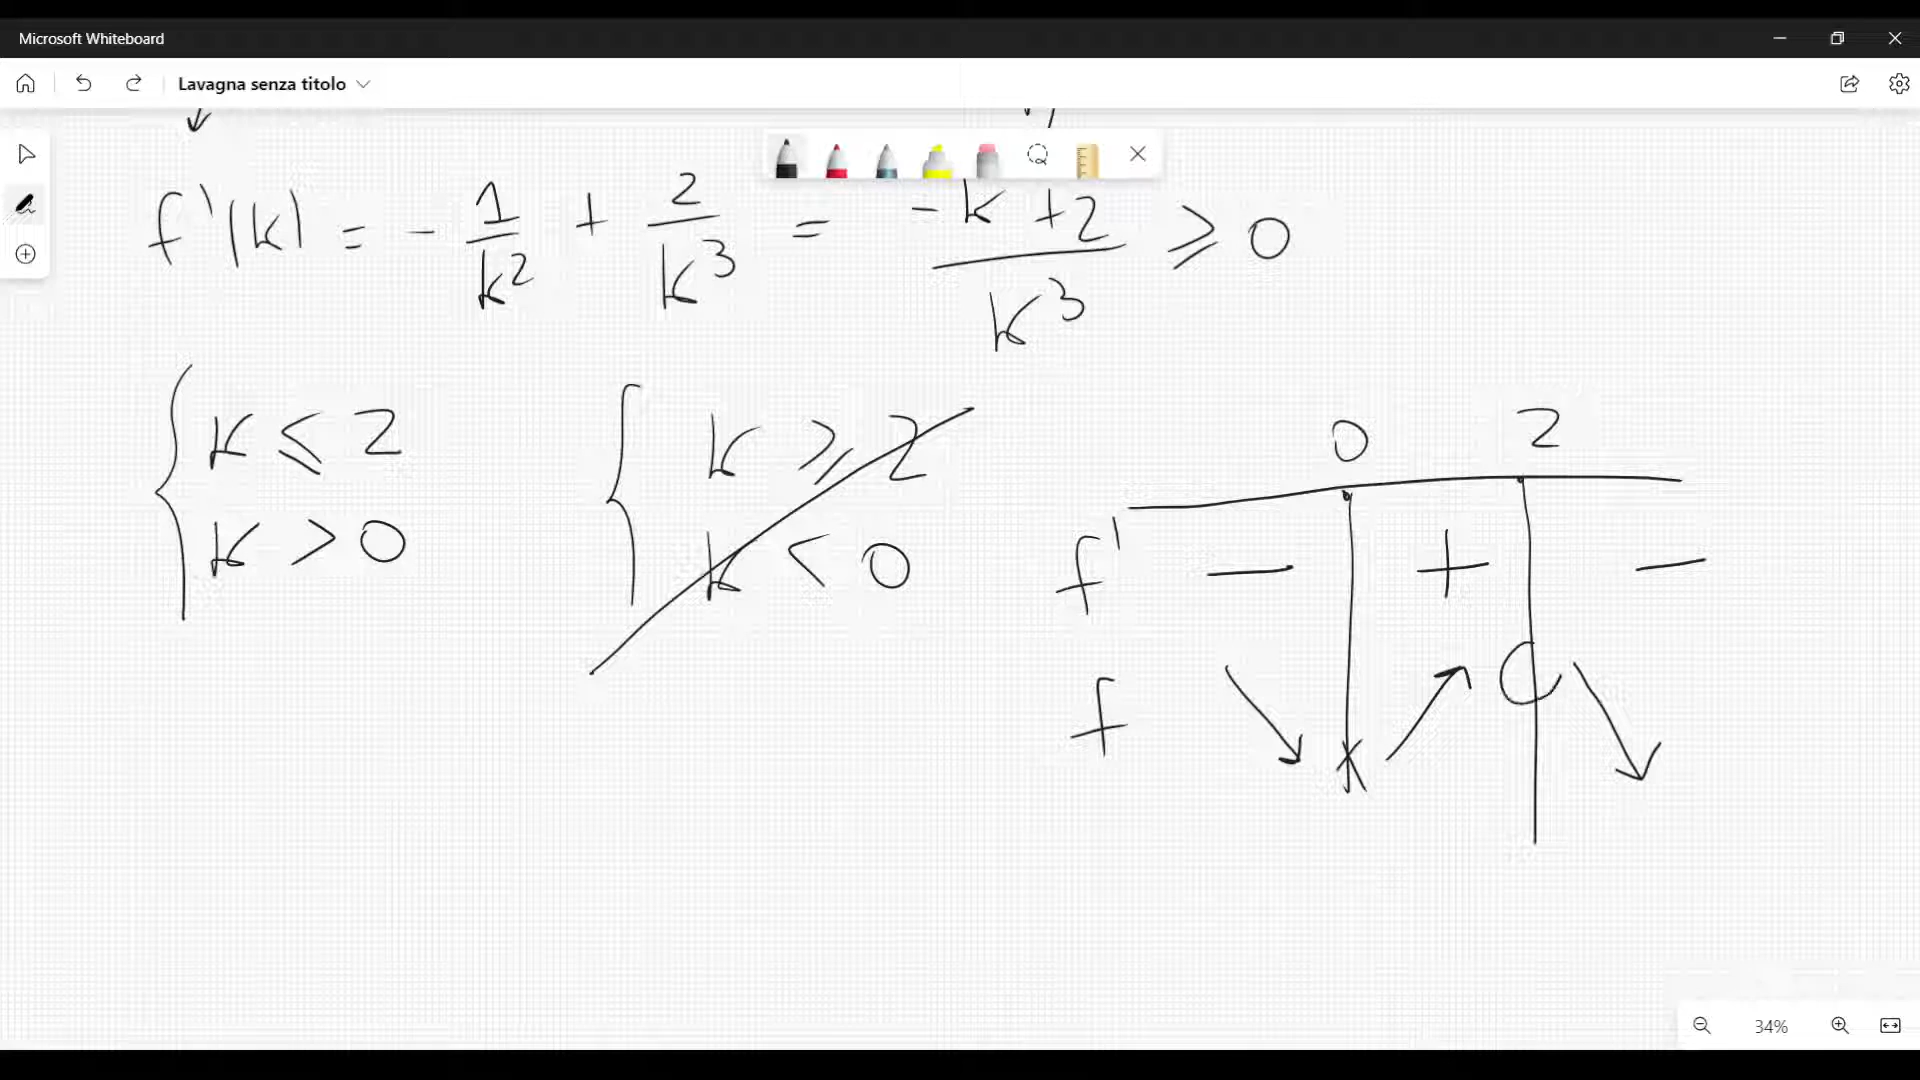 Microsoft Whiteboard
Lavagna senza titolo
f'(k) = - 1/k² + 2/k³ = (-k+2)/k³ ⩾ 0
{ k ⩽ 2
k > 0
{ k ⩾ 2
k < 0
0 2
f' − + −
f ↘ x ↗ ↘
34%